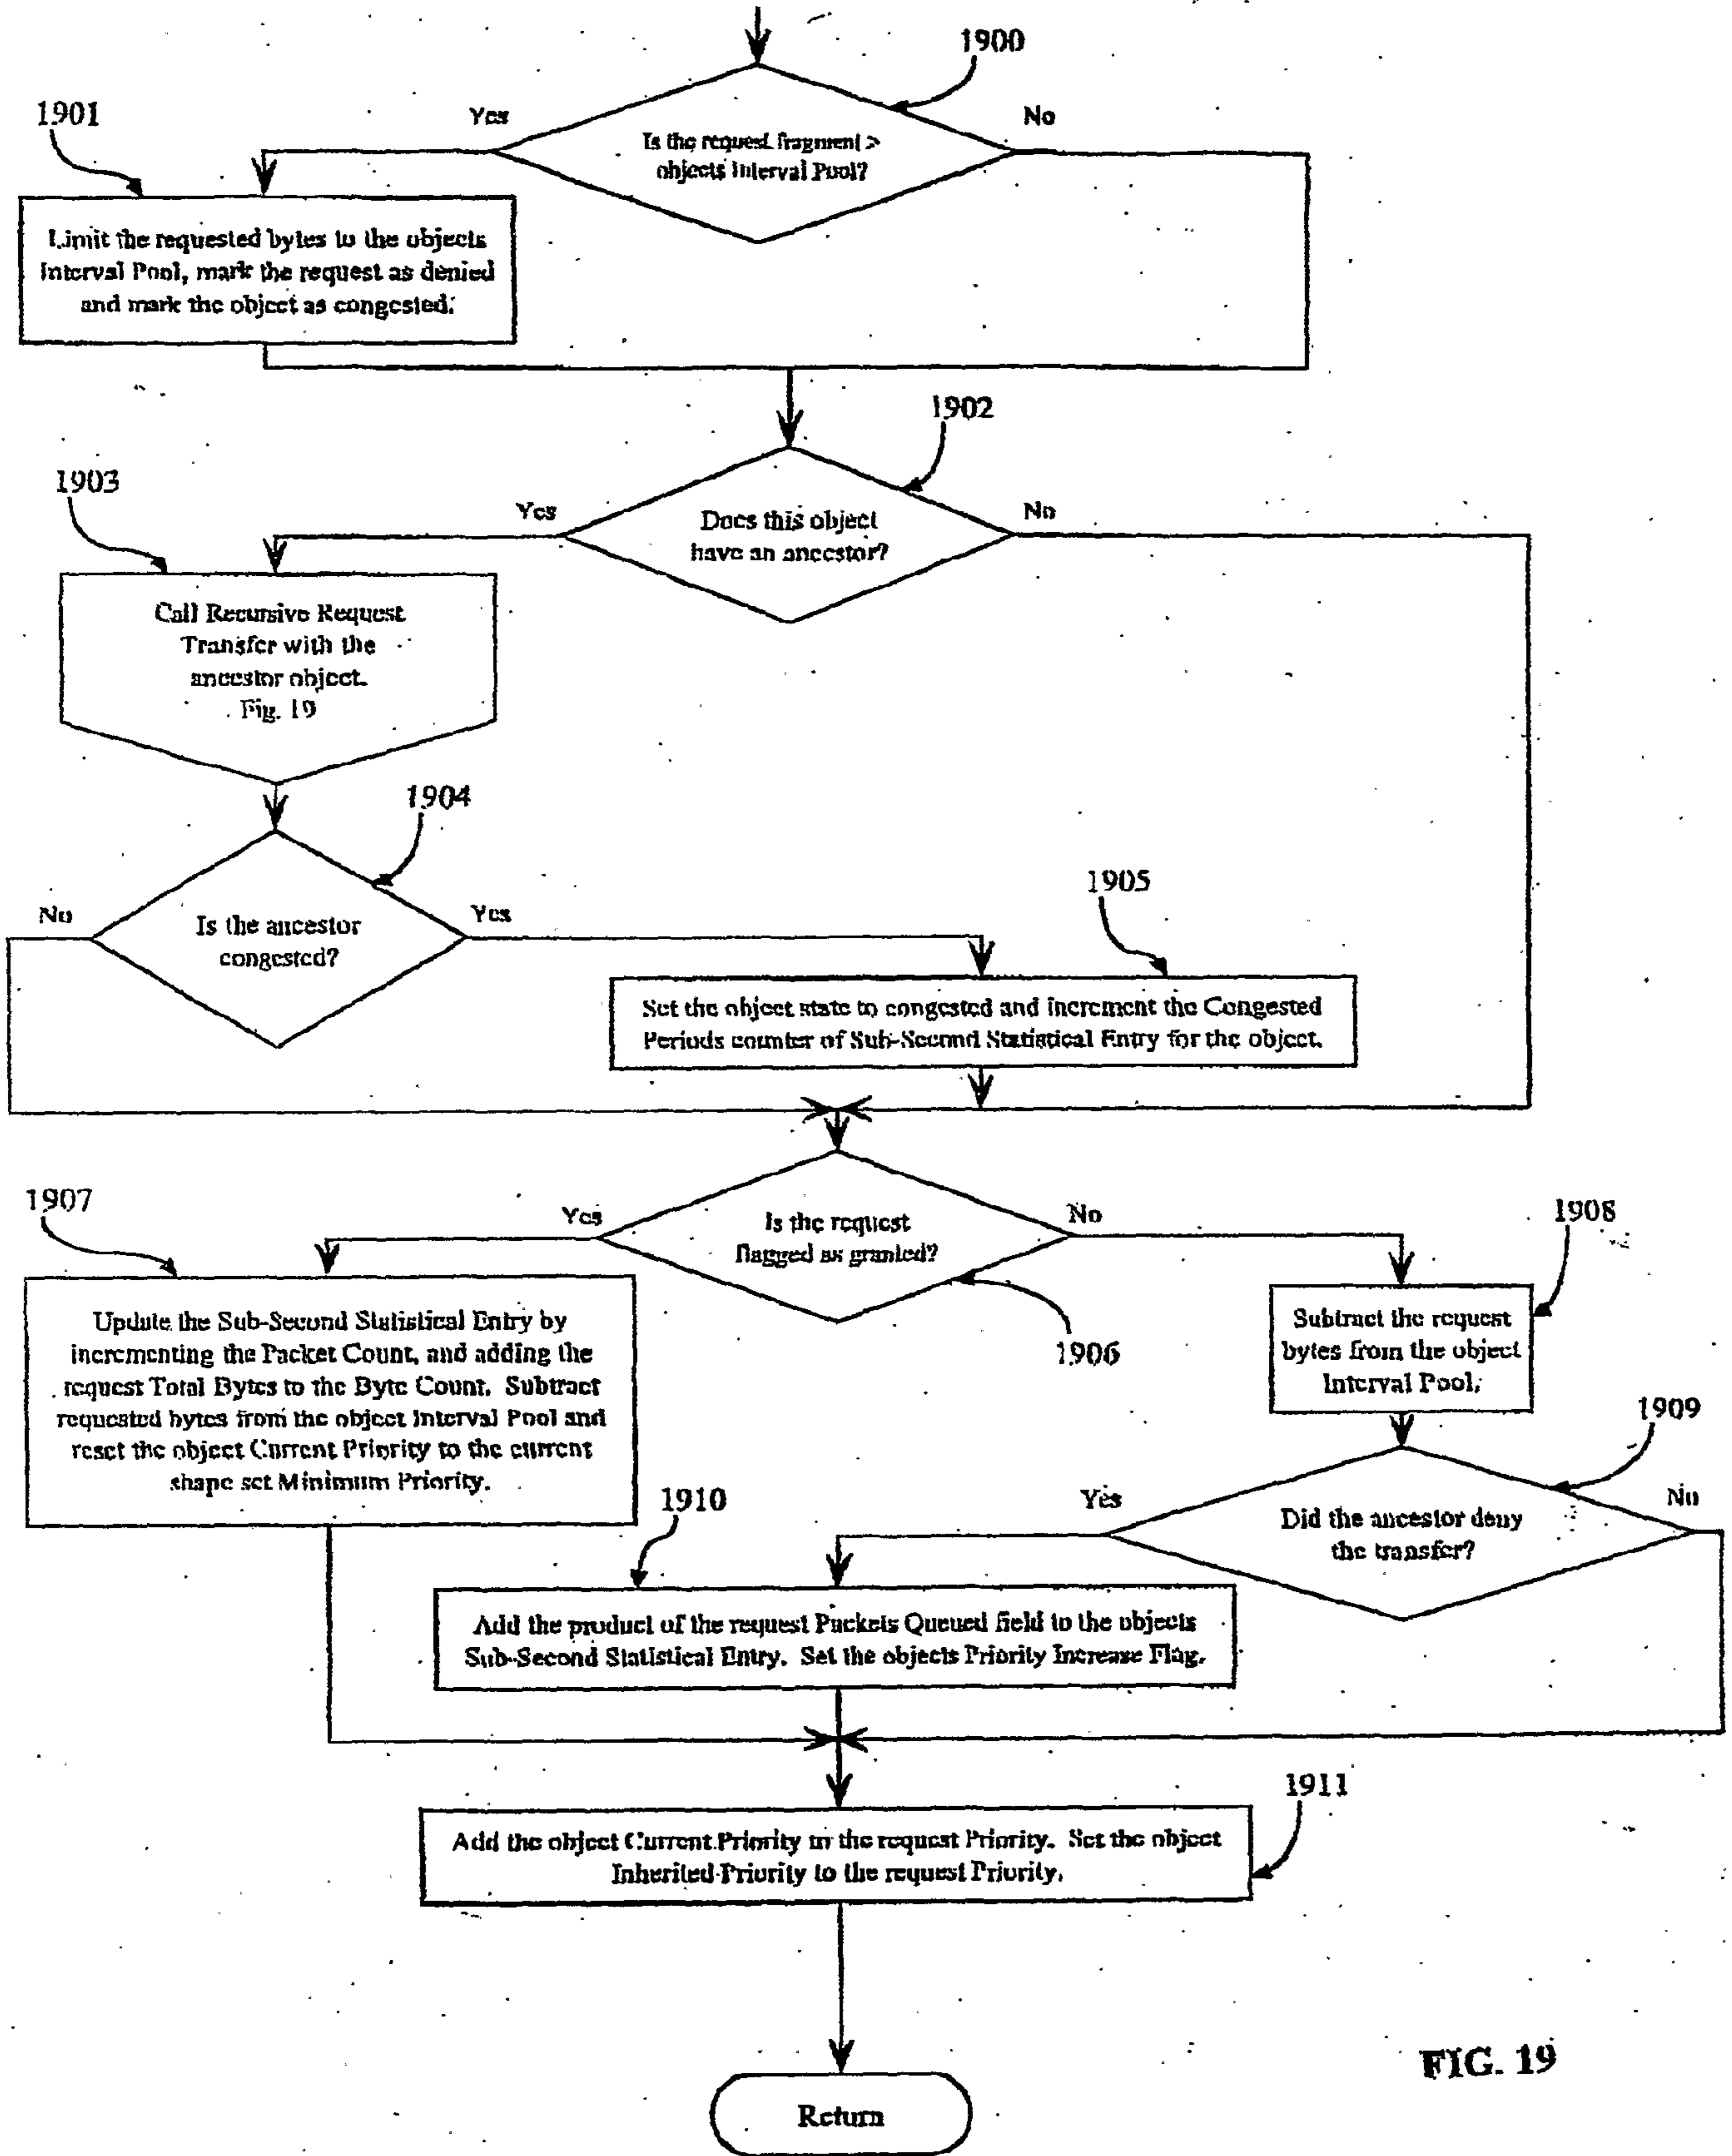 1900
1901
Yes
No
Is the request fragment >
objects Interval Pool?
Limit the requested bytes to the objects
Interval Pool, mark the request as denied
and mark the object as congested.
1902
1903
Yes
No
Does this object
have an ancestor?
Call Recursive Request
Transfer with the
ancestor object.
Fig. 19
1904
1905
No
Yes
Is the ancestor
congested?
Set the object state to congested and increment the Congested
Periods counter of Sub-Second Statistical Entry for the object.
1907
Yes
No
1908
Is the request
flagged as granted?
1906
Update the Sub-Second Statistical Entry by
incrementing the Packet Count, and adding the
request Total Bytes to the Byte Count. Subtract
requested bytes from the object Interval Pool and
reset the object Current Priority to the current
shape set Minimum Priority.
Subtract the request
bytes from the object
Interval Pool.
1909
1910
Yes
No
Did the ancestor deny
the transfer?
Add the product of the request Packets Queued field to the objects
Sub-Second Statistical Entry. Set the objects Priority Increase Flag.
1911
Add the object Current Priority to the request Priority. Set the object
Inherited Priority to the request Priority.
FIG. 19
Return